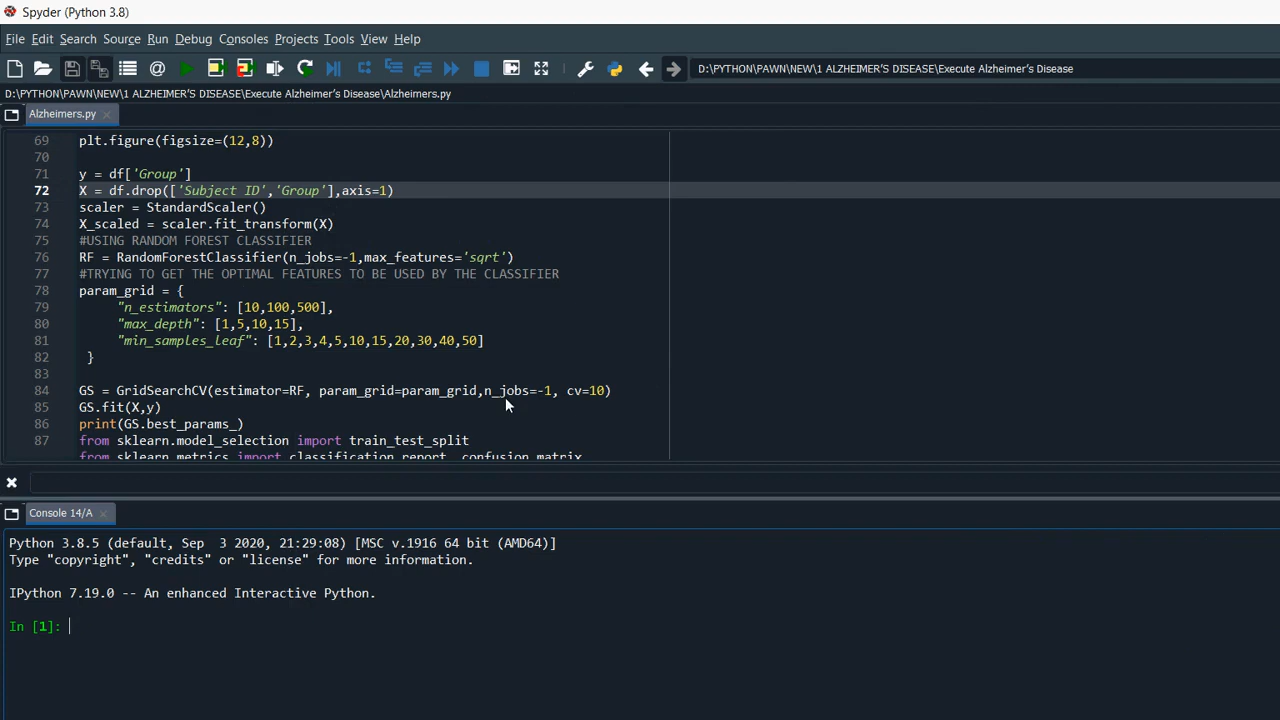 Spyder (Python 3.8)
File Edit Search Source Run Debug Consoles Projects Tools View Help
D:\PYTHON\PAWN\NEW\1 ALZHEIMER'S DISEASE\Execute Alzheimer's Disease
D:\PYTHON\PAWN\NEW\1 ALZHEIMER'S DISEASE\Execute Alzheimer's Disease\Alzheimers.py
Alzheimers.py
69 plt.figure(figsize=(12,8))
70
71 y = df['Group']
72 X = df.drop(['Subject ID','Group'],axis=1)
73 scaler = StandardScaler()
74 X_scaled = scaler.fit_transform(X)
75 #USING RANDOM FOREST CLASSIFIER
76 RF = RandomForestClassifier(n_jobs=-1,max_features='sqrt')
77 #TRYING TO GET THE OPTIMAL FEATURES TO BE USED BY THE CLASSIFIER
78 param_grid = {
79 "n_estimators": [10,100,500],
80 "max_depth": [1,5,10,15],
81 "min_samples_leaf": [1,2,3,4,5,10,15,20,30,40,50]
82 }
83
84 GS = GridSearchCV(estimator=RF, param_grid=param_grid,n_jobs=-1, cv=10)
85 GS.fit(X,y)
86 print(GS.best_params_)
87 from sklearn.model_selection import train_test_split
from sklearn.metrics import classification_report, confusion_matrix
Console 14/A
Python 3.8.5 (default, Sep  3 2020, 21:29:08) [MSC v.1916 64 bit (AMD64)]
Type "copyright", "credits" or "license" for more information.
IPython 7.19.0 -- An enhanced Interactive Python.
In [1]: